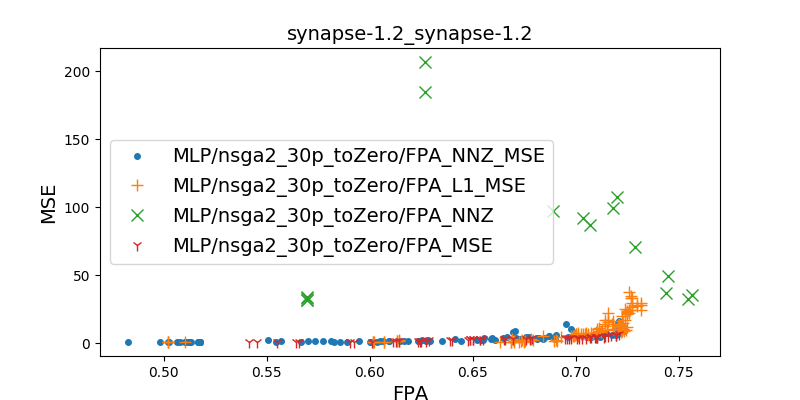 synapse-1.2_synapse-1.2
200
150
100
50
0
MSE
MLP/nsga2_30p_toZero/FPA_NNZ_MSE
MLP/nsga2_30p_toZero/FPA_L1_MSE
MLP/nsga2_30p_toZero/FPA_NNZ
MLP/nsga2_30p_toZero/FPA_MSE
0.50 0.55 0.60 0.65 0.70 0.75
FPA